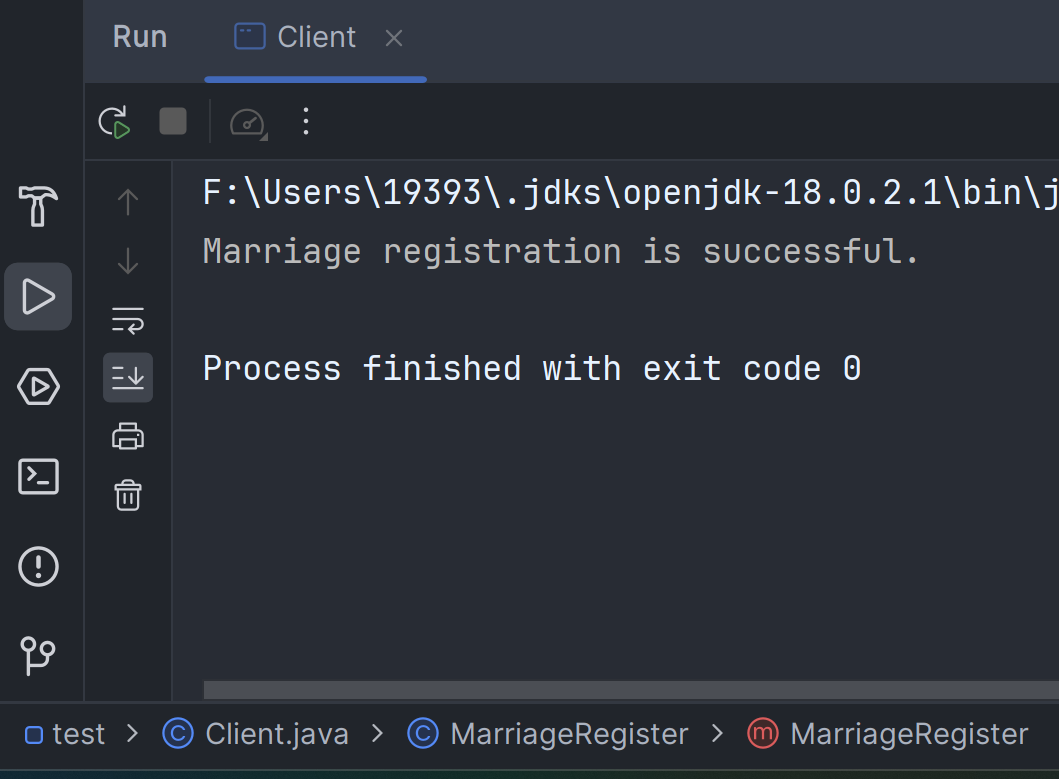 Run Client
F:\Users\19393\.jdks\openjdk-18.0.2.1\bin\j
Marriage registration is successful.
Process finished with exit code 0
test > Client.java > MarriageRegister > MarriageRegister